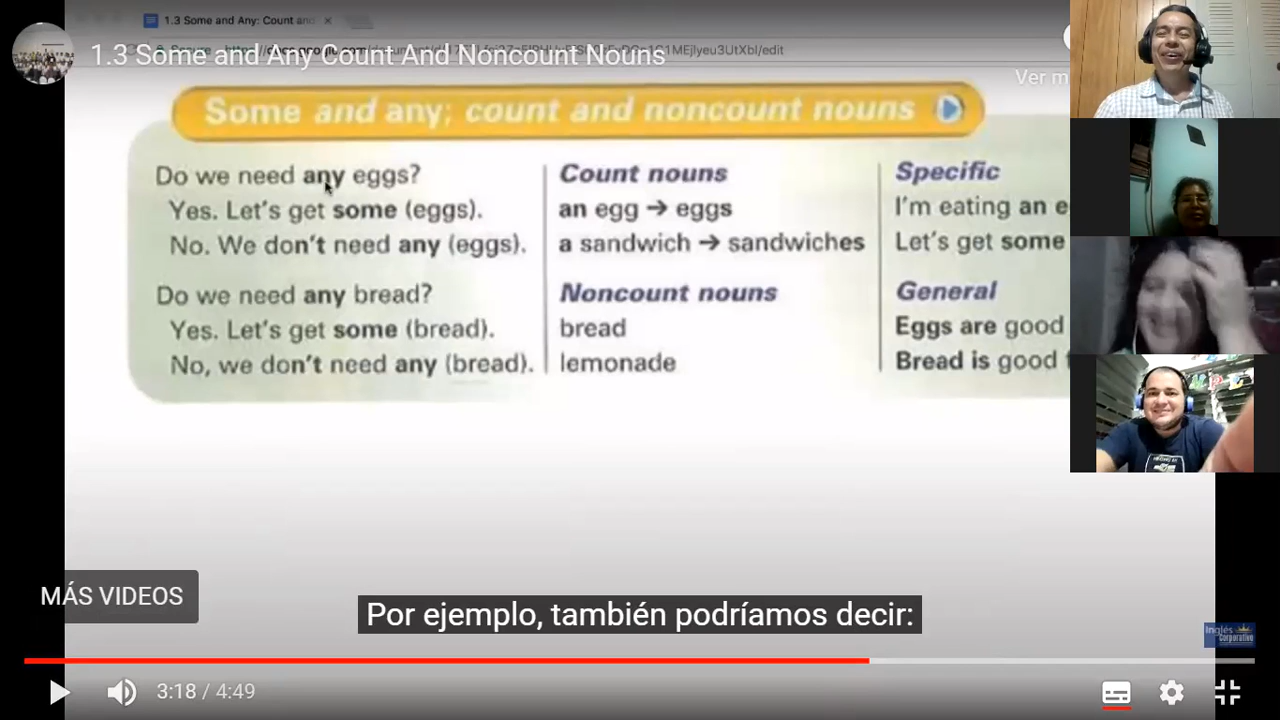 1.3 Some and Any: Count and
1.3 Some and Any Count And Noncount Nouns
MEjlyeu3UtXbl/edit
Ver m
Some and any; count and noncount nouns
Do we need any eggs?
Yes. Let's get some (eggs).
No. We don't need any (eggs).
Do we need any bread?
Yes. Let's get some (bread).
No, we don't need any (bread).
Count nouns
an egg → eggs
a sandwich → sandwiches
Noncount nouns
bread
lemonade
Specific
I'm eating an e
Let's get some
General
Eggs are good
Bread is good
MÁS VIDEOS
Por ejemplo, también podríamos decir:
Inglés
Corporativo
3:18 / 4:49